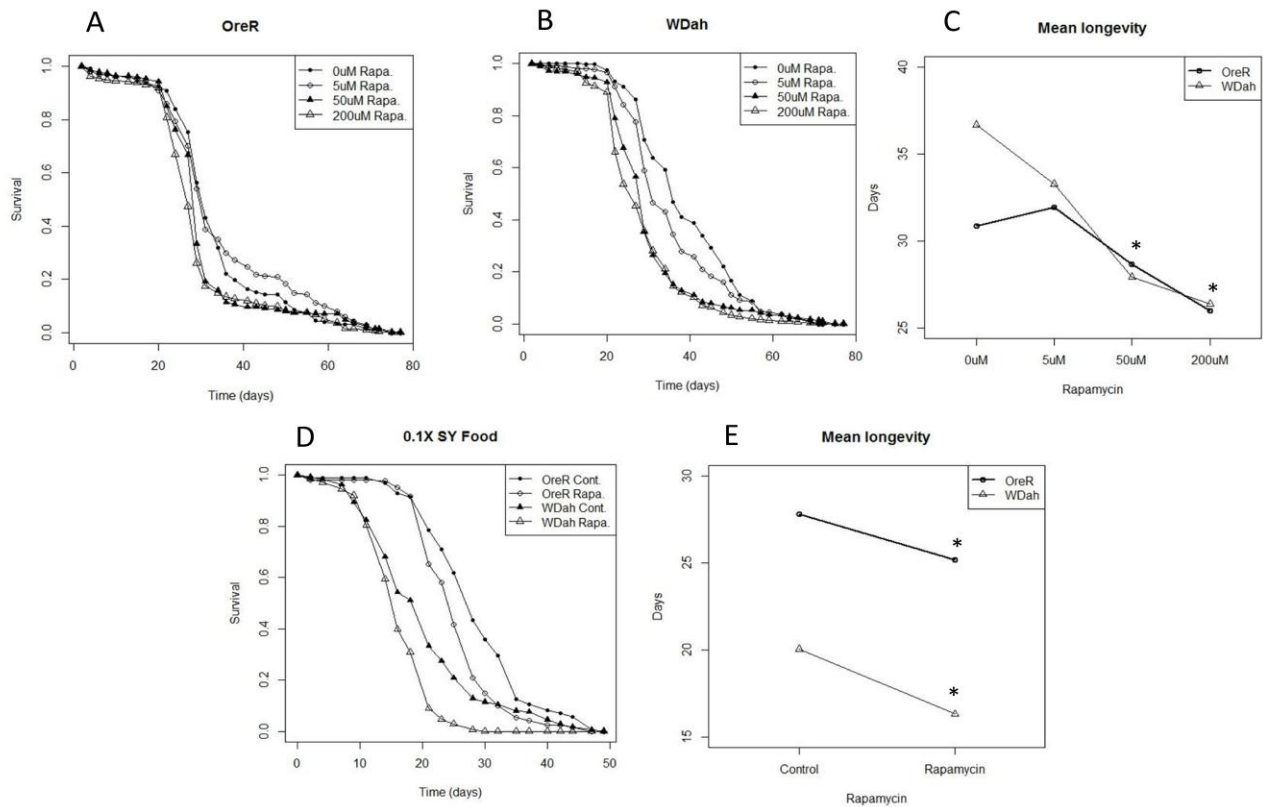 A
OreR
0uM Rapa.
5uM Rapa.
50uM Rapa.
200uM Rapa.
Survival
0.0
0.2
0.4
0.6
0.8
1.0
0
20
40
60
80
Time (days)
B
WDah
0uM Rapa.
5uM Rapa.
50uM Rapa.
200uM Rapa.
Survival
0.0
0.2
0.4
0.6
0.8
1.0
0
20
40
60
80
Time (days)
C
Mean longevity
OreR
WDah
Days
40
35
30
25
*
*
0uM
5uM
50uM
200uM
Rapamycin
D
0.1X SY Food
OreR Cont.
OreR Rapa.
WDah Cont.
WDah Rapa.
Survival
0.0
0.2
0.4
0.6
0.8
1.0
0
10
20
30
40
50
Time (days)
E
Mean longevity
OreR
WDah
Days
30
25
20
15
*
*
Control
Rapamycin
Rapamycin